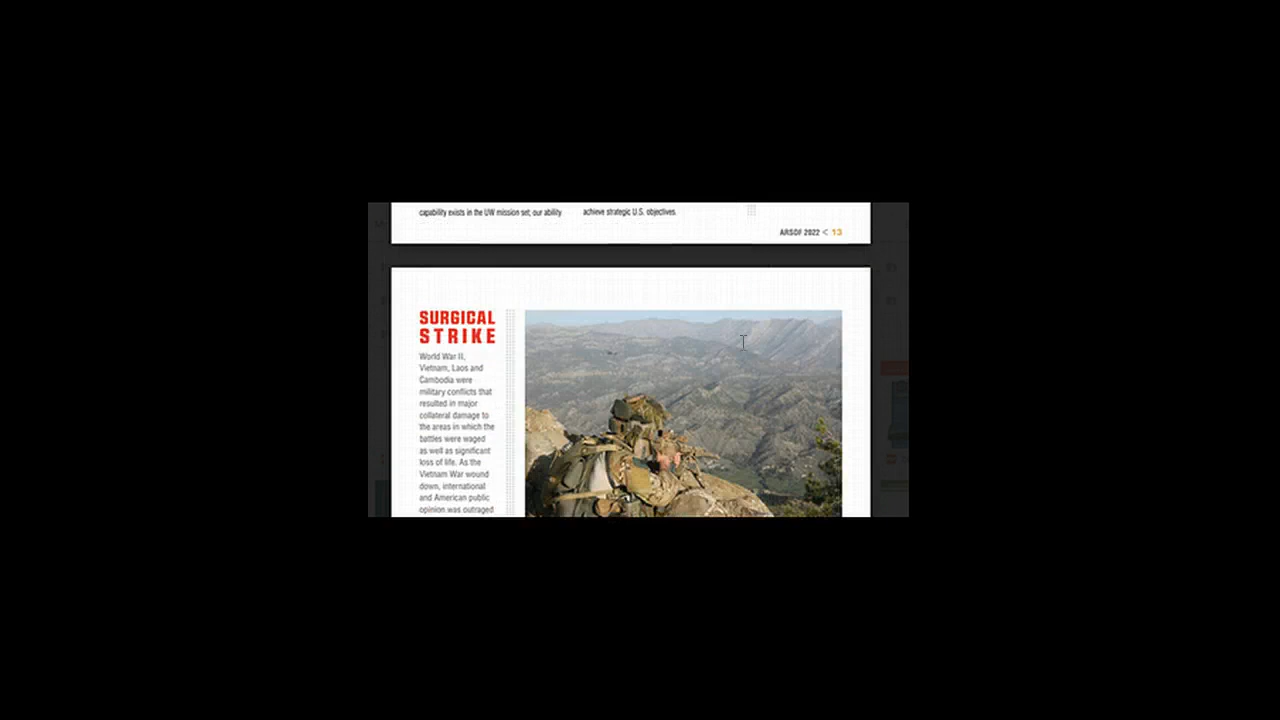 capability exists in the UW mission set; our ability
achieve strategic U.S. objectives.
ARSOF 2022 < 13
SURGICAL
STRIKE
World War II,
Vietnam, Laos and
Cambodia were
military conflicts that
resulted in major
collateral damage to
the areas in which the
battles were waged
as well as significant
loss of life. As the
Vietnam War wound
down, international
and American public
opinion was outraged